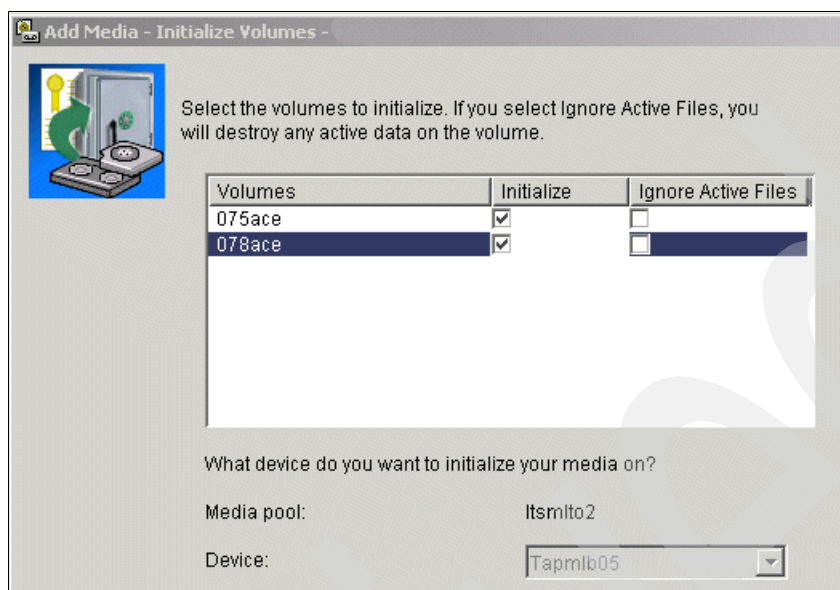 Add Media - Initialize Volumes -
Select the volumes to initialize. If you select Ignore Active Files, you
will destroy any active data on the volume.
Volumes Initialize Ignore Active Files
075ace
078ace
What device do you want to initialize your media on?
Media pool: Itsmlto2
Device: Tapmlb05